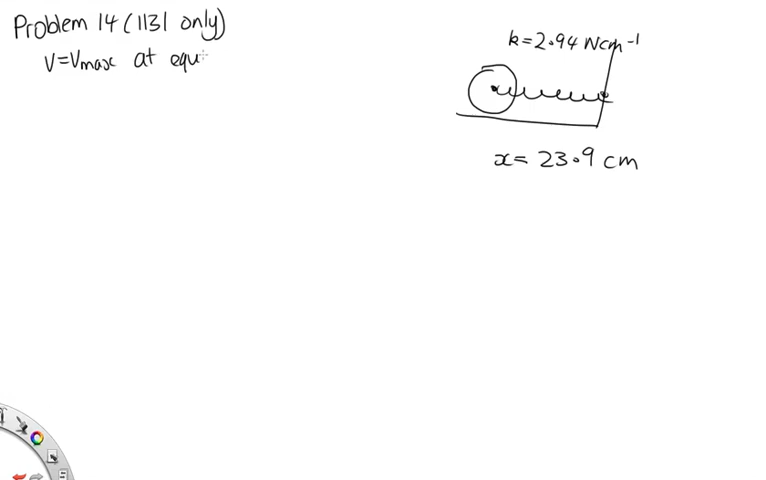 Problem 14 (1131 only)
V=Vmax at equ
k=2.94 Ncm⁻¹
x= 23.9 cm